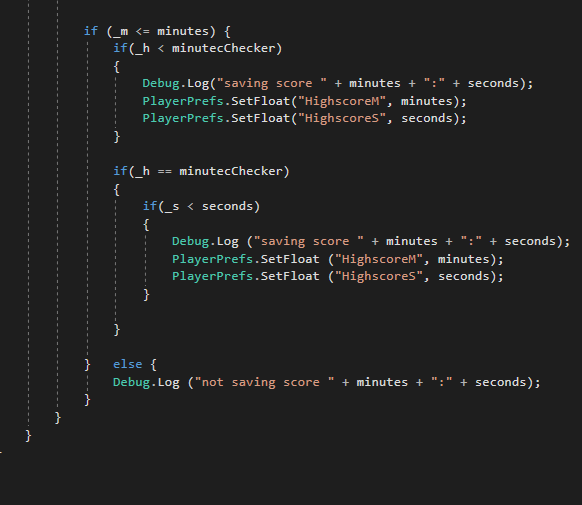 if (_m <= minutes) {
if(_h < minutecChecker)
{
Debug.Log("saving score " + minutes + ":" + seconds);
PlayerPrefs.SetFloat("HighscoreM", minutes);
PlayerPrefs.SetFloat("HighscoreS", seconds);
}
if(_h == minutecChecker)
{
if(_s < seconds)
{
Debug.Log ("saving score " + minutes + ":" + seconds);
PlayerPrefs.SetFloat ("HighscoreM", minutes);
PlayerPrefs.SetFloat ("HighscoreS", seconds);
}
}
} else {
Debug.Log ("not saving score " + minutes + ":" + seconds);
}
}
}